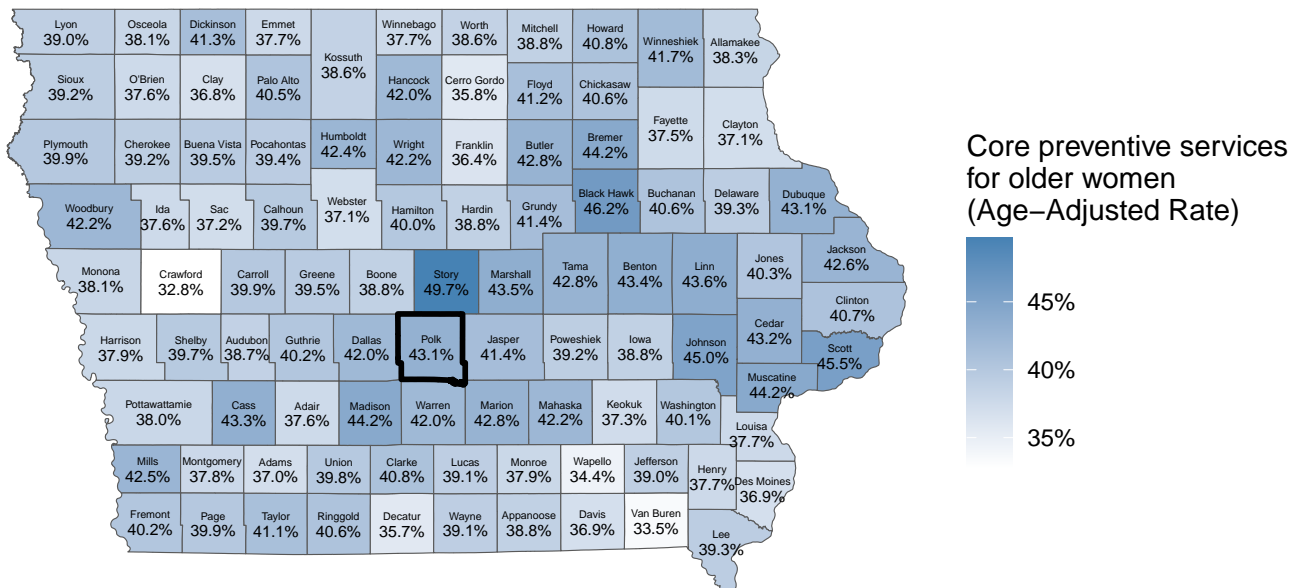 Lyon
39.0%
Osceola
38.1%
Dickinson
41.3%
Emmet
37.7%
Kossuth
38.6%
Winnebago
37.7%
Worth
38.6%
Mitchell
38.8%
Howard
40.8%
Winneshiek
41.7%
Allamakee
38.3%
Sioux
39.2%
O'Brien
37.6%
Clay
36.8%
Palo Alto
40.5%
Hancock
42.0%
Cerro Gordo
35.8%
Floyd
41.2%
Chickasaw
40.6%
Fayette
37.5%
Clayton
37.1%
Plymouth
39.9%
Cherokee
39.2%
Buena Vista
39.5%
Pocahontas
39.4%
Humboldt
42.4%
Wright
42.2%
Franklin
36.4%
Butler
42.8%
Bremer
44.2%
Woodbury
42.2%
Ida
37.6%
Sac
37.2%
Calhoun
39.7%
Webster
37.1%
Hamilton
40.0%
Hardin
38.8%
Grundy
41.4%
Black Hawk
46.2%
Buchanan
40.6%
Delaware
39.3%
Dubuque
43.1%
Monona
38.1%
Crawford
32.8%
Carroll
39.9%
Greene
39.5%
Boone
38.8%
Story
49.7%
Marshall
43.5%
Tama
42.8%
Benton
43.4%
Linn
43.6%
Jones
40.3%
Jackson
42.6%
Clinton
40.7%
Harrison
37.9%
Shelby
39.7%
Audubon
38.7%
Guthrie
40.2%
Dallas
42.0%
Polk
43.1%
Jasper
41.4%
Poweshiek
39.2%
Iowa
38.8%
Johnson
45.0%
Cedar
43.2%
Scott
45.5%
Muscatine
44.2%
Pottawattamie
38.0%
Cass
43.3%
Adair
37.6%
Madison
44.2%
Warren
42.0%
Marion
42.8%
Mahaska
42.2%
Keokuk
37.3%
Washington
40.1%
Louisa
37.7%
Mills
42.5%
Montgomery
37.8%
Adams
37.0%
Union
39.8%
Clarke
40.8%
Lucas
39.1%
Monroe
37.9%
Wapello
34.4%
Jefferson
39.0%
Henry
37.7%
Des Moines
36.9%
Fremont
40.2%
Page
39.9%
Taylor
41.1%
Ringgold
40.6%
Decatur
35.7%
Wayne
39.1%
Appanoose
38.8%
Davis
36.9%
Van Buren
33.5%
Lee
39.3%
Core preventive services
for older women
(Age−Adjusted Rate)
45%
40%
35%